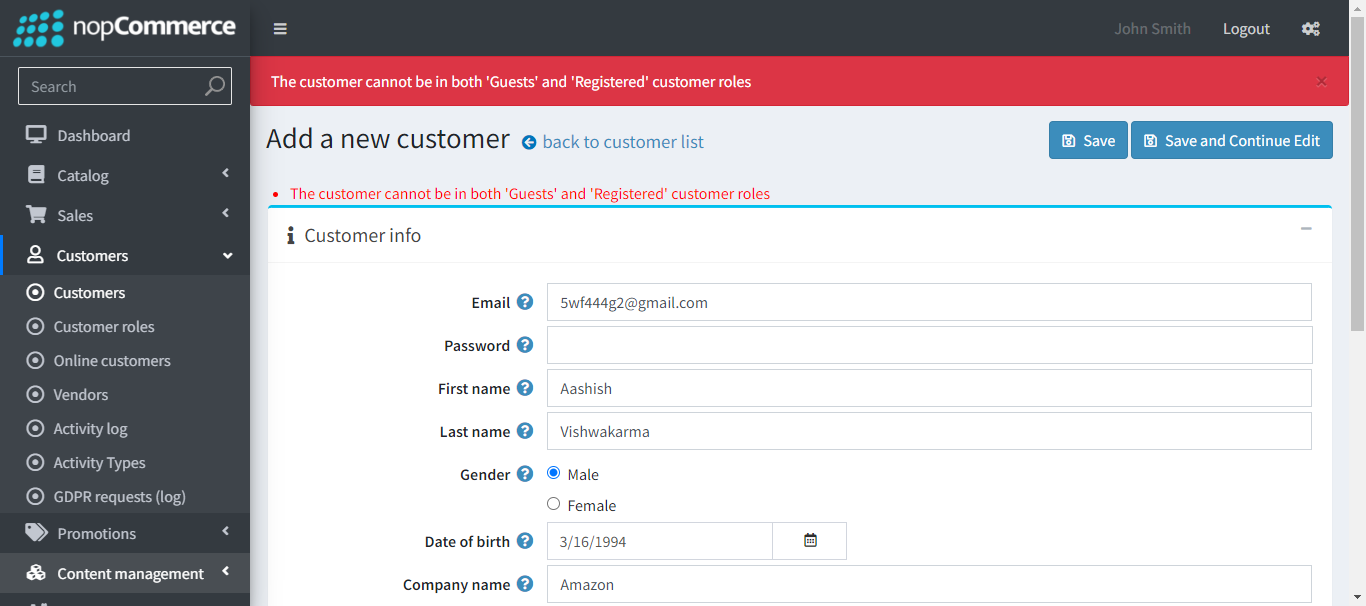 nopCommerce
John Smith Logout
Search
The customer cannot be in both 'Guests' and 'Registered' customer roles ×
Dashboard
Catalog
Sales
Customers
Customers
Customer roles
Online customers
Vendors
Activity log
Activity Types
GDPR requests (log)
Promotions
Content management
Add a new customer back to customer list Save Save and Continue Edit
• The customer cannot be in both 'Guests' and 'Registered' customer roles
Customer info
Email 5wf444g2@gmail.com
Password
First name Aashish
Last name Vishwakarma
Gender Male
Female
Date of birth 3/16/1994
Company name Amazon